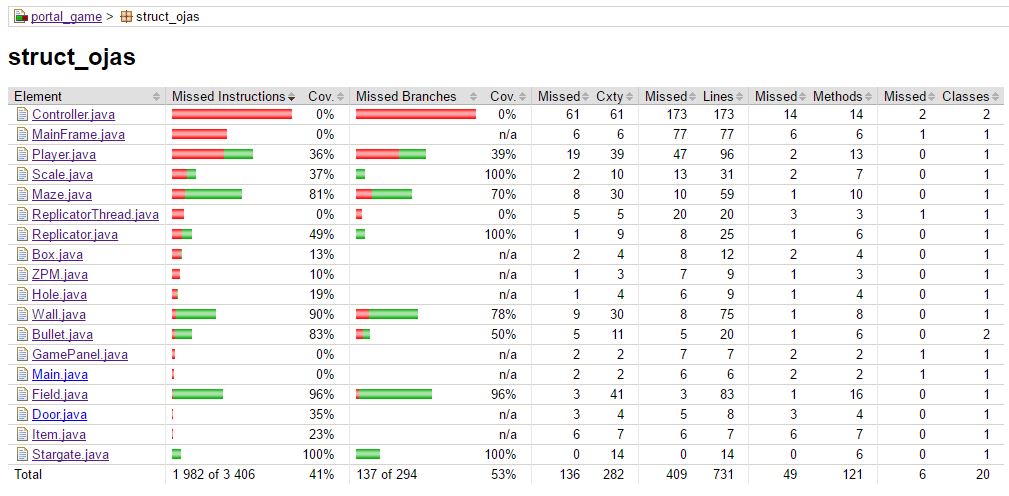 portal_game > struct_ojas
struct_ojas
Element Missed Instructions Cov. Missed Branches Cov. Missed Cxty Missed Lines Missed Methods Missed Classes
Controller.java 0% 0% 61 61 173 173 14 14 2 2
MainFrame.java 0% n/a 6 6 77 77 6 6 1 1
Player.java 36% 39% 19 39 47 96 2 13 0 1
Scale.java 37% 100% 2 10 13 31 2 7 0 1
Maze.java 81% 70% 8 30 10 59 1 10 0 1
ReplicatorThread.java 0% 0% 5 5 20 20 3 3 1 1
Replicator.java 49% 100% 1 9 8 25 1 6 0 1
Box.java 13% n/a 2 4 8 12 2 4 0 1
ZPM.java 10% n/a 1 3 7 9 1 3 0 1
Hole.java 19% n/a 1 4 6 9 1 4 0 1
Wall.java 90% 78% 9 30 8 75 1 8 0 1
Bullet.java 83% 50% 5 11 5 20 1 6 0 2
GamePanel.java 0% n/a 2 2 7 7 2 2 1 1
Main.java 0% n/a 2 2 6 6 2 2 1 1
Field.java 96% 96% 3 41 3 83 1 16 0 1
Door.java 35% n/a 3 4 5 8 3 4 0 1
Item.java 23% n/a 6 7 6 7 6 7 0 1
Stargate.java 100% 100% 0 14 0 14 0 6 0 1
Total 1 982 of 3 406 41% 137 of 294 53% 136 282 409 731 49 121 6 20